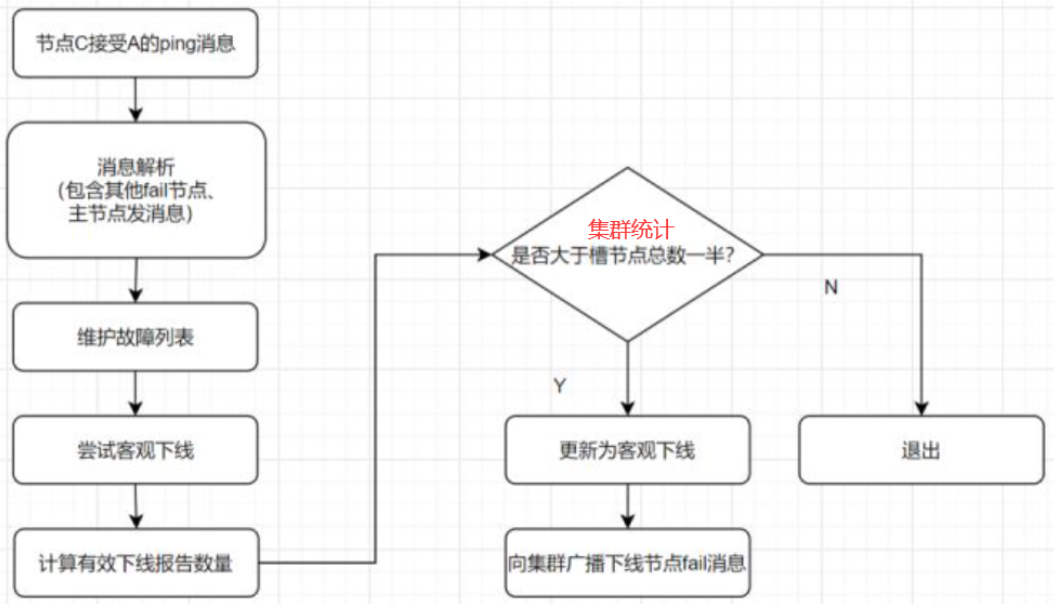 节点C接受A的ping消息
消息解析
（包含其他fail节点、
主节点发消息）
维护故障列表
尝试客观下线
计算有效下线报告数量
集群统计
是否大于槽节点总数一半？
Y
N
更新为客观下线
退出
向集群广播下线节点fail消息